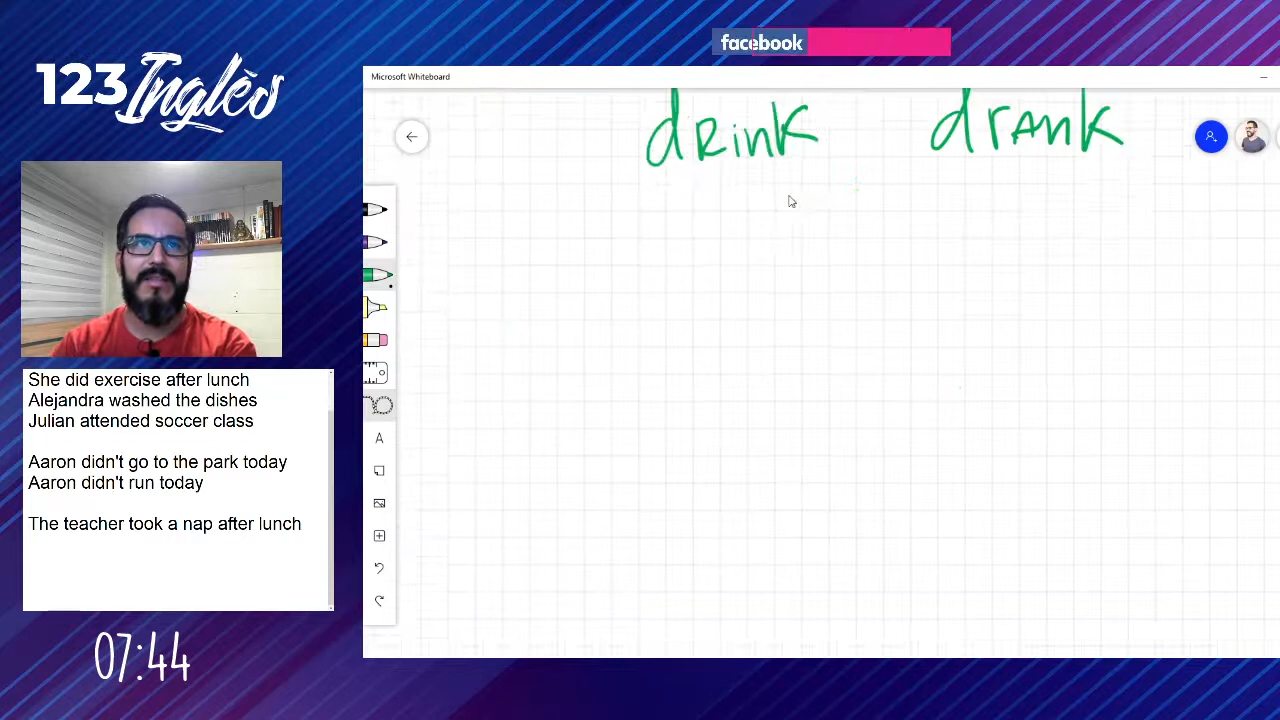 123 Inglès
facebook
Microsoft Whiteboard
drink drank
She did exercise after lunch
Alejandra washed the dishes
Julian attended soccer class
Aaron didn't go to the park today
Aaron didn't run today
The teacher took a nap after lunch
A
07:44